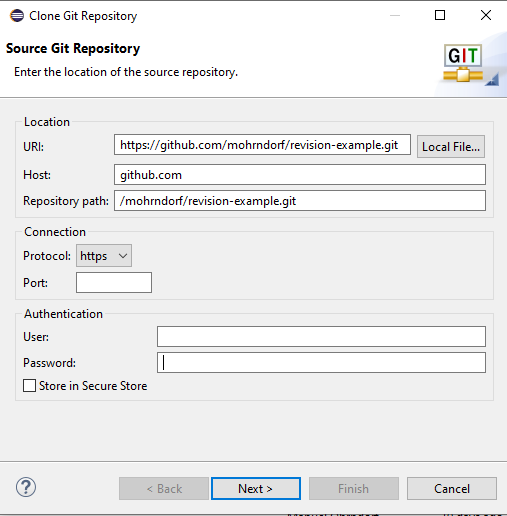 Clone Git Repository
Source Git Repository
Enter the location of the source repository.
GIT
Location
URI: https://github.com/mohrndorf/revision-example.git Local File...
Host: github.com
Repository path: /mohrndorf/revision-example.git
Connection
Protocol: https
Port:
Authentication
User:
Password:
Store in Secure Store
? < Back Next > Finish Cancel